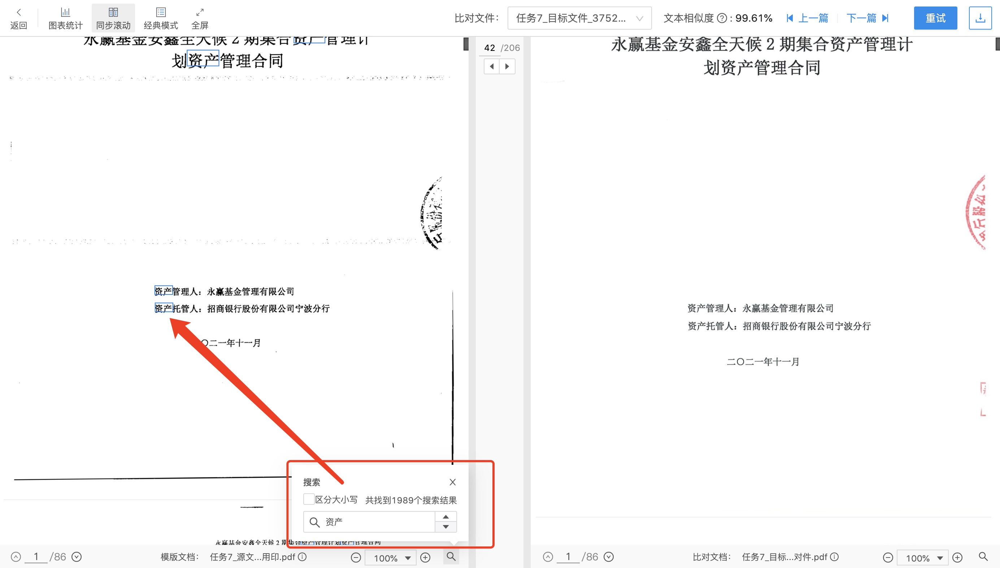 返回
图表统计
同步滚动
经典模式
全屏
比对文件：
任务7_目标文件_3752...
文本相似度 ? : 99.61%
上一篇
下一篇
重试
永赢基金安鑫全天候 2 期集合资产管理计
划资产管理合同
资产管理人：永赢基金管理有限公司
资产托管人：招商银行股份有限公司宁波分行
〇二一年十一月
搜索
X
区分大小写
共找到1989个搜索结果
资产
永赢基金安鑫全天候 2 期集合资产管理计划资产管理合同
1 /86
模版文档：
任务7_源文...用印.pdf
100%
42 /206
永赢基金安鑫全天候 2 期集合资产管理计
划资产管理合同
资产管理人：永赢基金管理有限公司
资产托管人：招商银行股份有限公司宁波分行
二〇二一年十一月
1 /86
比对文档：
任务7_目标...对件.pdf
100%